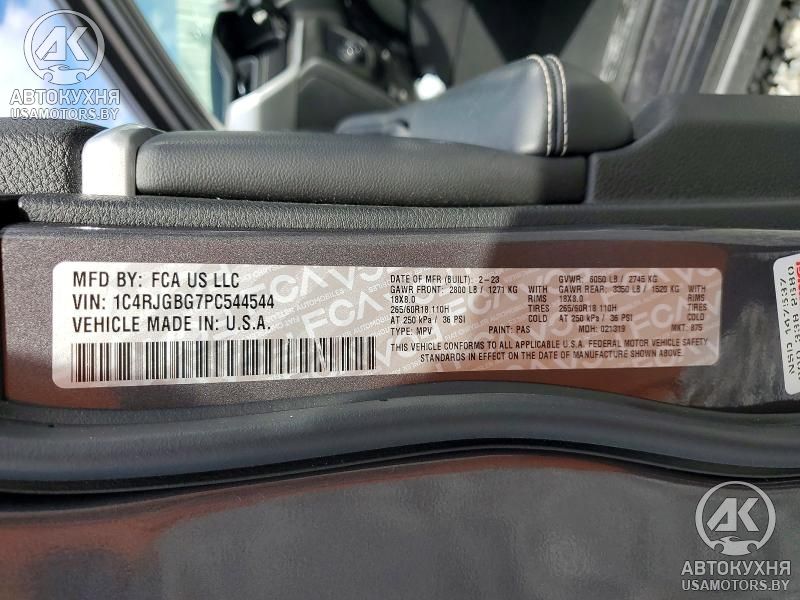 АК
АВТОКУХНЯ
USAMOTORS.BY
MFD BY: FCA US LLC
VIN: 1C4RJGBG7PC544544
VEHICLE MADE IN U.S.A.
DATE OF MFR (BUILT): 2-23 GVWR: 6050 LB / 2745 KG
GAWR FRONT: 2800 LB / 1271 KG GAWR REAR: 3350 LB / 1520 KG
18X8.0 RIMS 18X8.0 RIMS
265/60R18 110H TIRES 265/60R18 110H TIRES
AT 250 kPa / 36 PSI COLD AT 250 kPa / 36 PSI COLD
TYPE: MPV PAINT: PAS MDH: 021319 MKT: 875
THIS VEHICLE CONFORMS TO ALL APPLICABLE U.S.A. FEDERAL MOTOR VEHICLE SAFETY
STANDARDS IN EFFECT ON THE DATE OF MANUFACTURE SHOWN ABOVE.
АК
АВТОКУХНЯ
USAMOTORS.BY